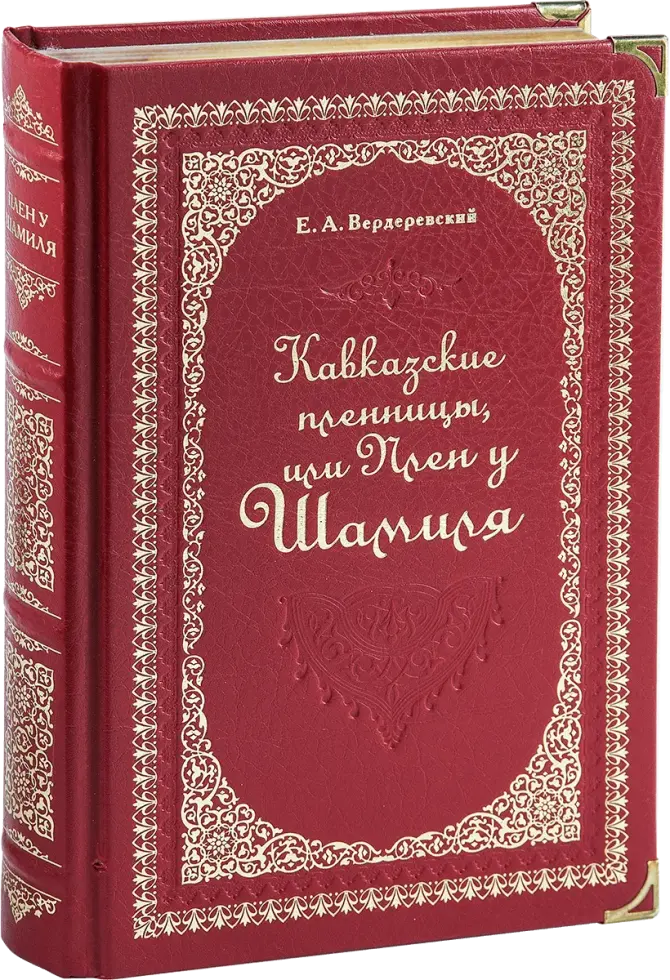 Е. А. Вердеревский
Кавказские
пленницы,
или Плен у
Шамиля
ПЛЕН У
ШАМИЛЯ